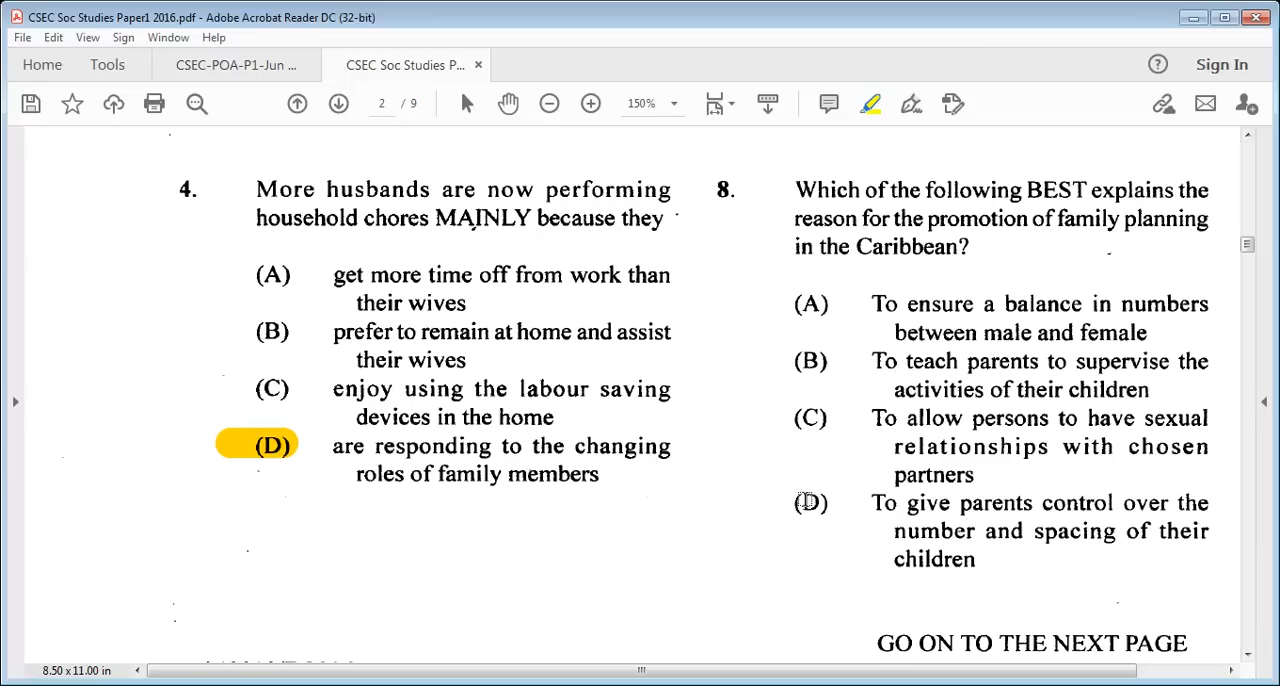 CSEC Soc Studies Paper1 2016.pdf - Adobe Acrobat Reader DC (32-bit)
File Edit View Sign Window Help
Home Tools CSEC-POA-P1-Jun ... CSEC Soc Studies P... × Sign In
2 / 9 150%
4. More husbands are now performing
household chores MAINLY because they
(A) get more time off from work than
their wives
(B) prefer to remain at home and assist
their wives
(C) enjoy using the labour saving
devices in the home
(D) are responding to the changing
roles of family members
8. Which of the following BEST explains the
reason for the promotion of family planning
in the Caribbean?
(A) To ensure a balance in numbers
between male and female
(B) To teach parents to supervise the
activities of their children
(C) To allow persons to have sexual
relationships with chosen
partners
(D) To give parents control over the
number and spacing of their
children
GO ON TO THE NEXT PAGE
8.50 x 11.00 in